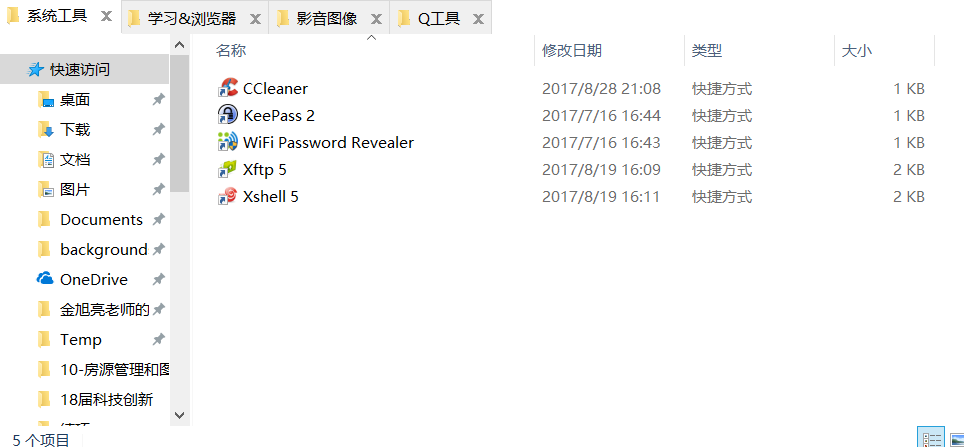 系统工具 学习&浏览器 影音图像 Q工具
名称 修改日期 类型 大小
快速访问
桌面
下载
文档
图片
Documents
background
OneDrive
金旭亮老师的
Temp
10-房源管理和图
18届科技创新
CCleaner 2017/8/28 21:08 快捷方式 1 KB
KeePass 2 2017/7/16 16:44 快捷方式 1 KB
WiFi Password Revealer 2017/7/16 16:43 快捷方式 1 KB
Xftp 5 2017/8/19 16:09 快捷方式 2 KB
Xshell 5 2017/8/19 16:11 快捷方式 2 KB
5 个项目